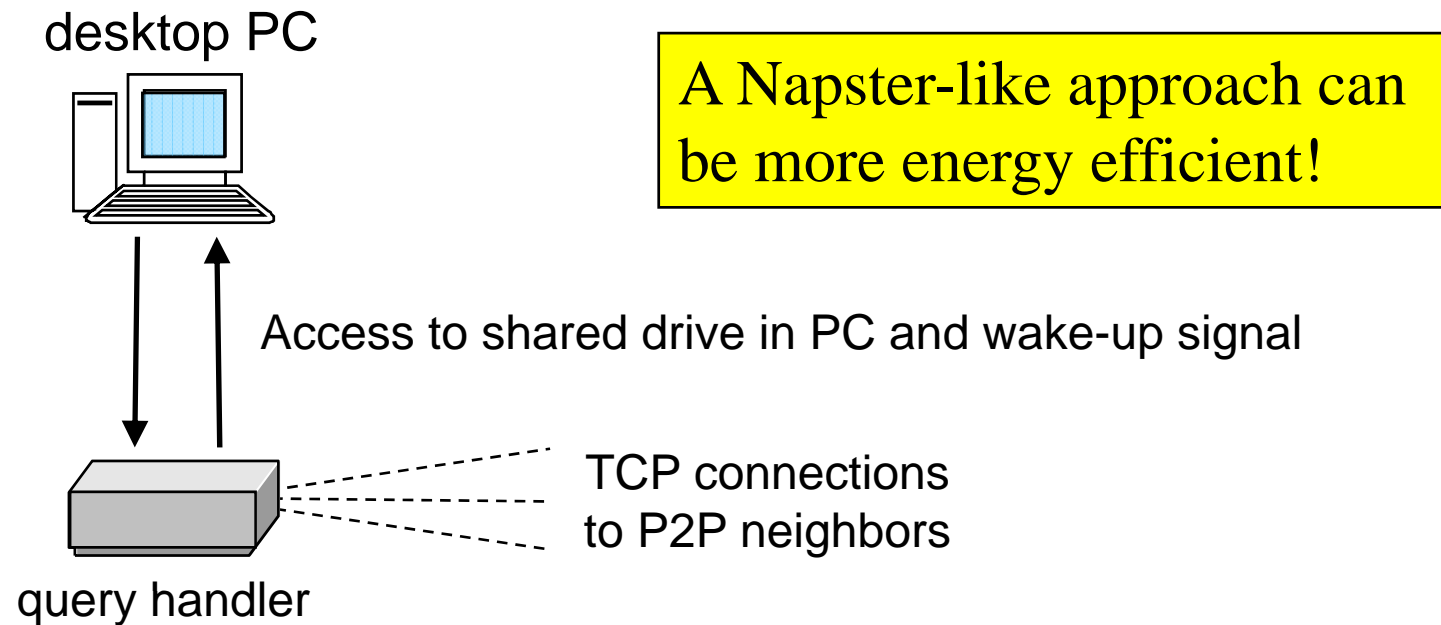 desktop PC
A Napster-like approach can
be more energy efficient!
Access to shared drive in PC and wake-up signal
TCP connections
to P2P neighbors
query handler